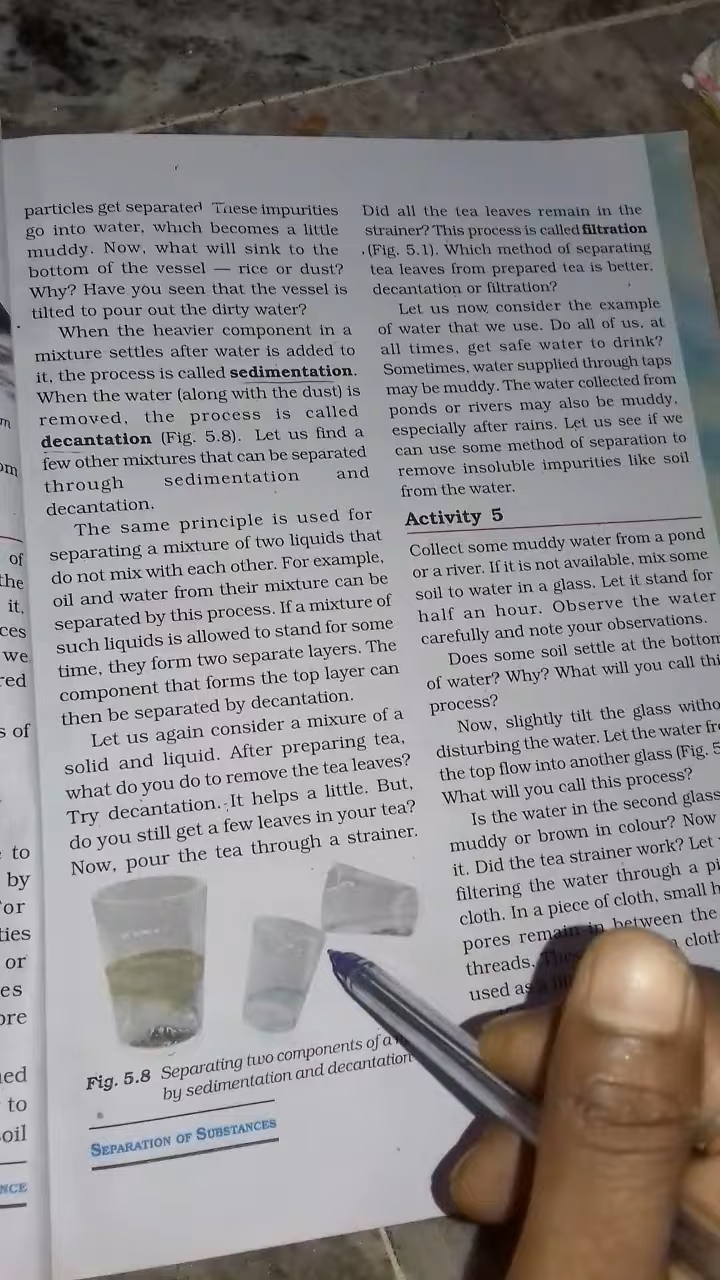 particles get separated These impurities
go into water, which becomes a little
muddy. Now, what will sink to the
bottom of the vessel — rice or dust?
Why? Have you seen that the vessel is
tilted to pour out the dirty water?
When the heavier component in a
mixture settles after water is added to
it, the process is called sedimentation.
When the water (along with the dust) is
removed, the process is called
decantation (Fig. 5.8). Let us find a
few other mixtures that can be separated
through sedimentation and
decantation.
The same principle is used for
separating a mixture of two liquids that
do not mix with each other. For example,
oil and water from their mixture can be
separated by this process. If a mixture of
such liquids is allowed to stand for some
time, they form two separate layers. The
component that forms the top layer can
then be separated by decantation.
Let us again consider a mixure of a
solid and liquid. After preparing tea,
what do you do to remove the tea leaves?
Try decantation. It helps a little. But,
do you still get a few leaves in your tea?
Now, pour the tea through a strainer.
Fig. 5.8 Separating two components of a
by sedimentation and decantation
SEPARATION OF SUBSTANCES
Did all the tea leaves remain in the
strainer? This process is called filtration
(Fig. 5.1). Which method of separating
tea leaves from prepared tea is better,
decantation or filtration?
Let us now consider the example
of water that we use. Do all of us, at
all times, get safe water to drink?
Sometimes, water supplied through taps
may be muddy. The water collected from
ponds or rivers may also be muddy,
especially after rains. Let us see if we
can use some method of separation to
remove insoluble impurities like soil
from the water.
Activity 5
Collect some muddy water from a pond
or a river. If it is not available, mix some
soil to water in a glass. Let it stand for
half an hour. Observe the water
carefully and note your observations.
Does some soil settle at the bottom
of water? Why? What will you call thi
process?
Now, slightly tilt the glass witho
disturbing the water. Let the water fr
the top flow into another glass (Fig. 5
What will you call this process?
Is the water in the second glass
muddy or brown in colour? Now
it. Did the tea strainer work? Let
filtering the water through a pi
cloth. In a piece of cloth, small h
pores remain in between the
threads. cloth
used as
of
the
it,
ces
we
red
s of
to
by
or
ties
or
es
ore
ned
to
soil
NCE